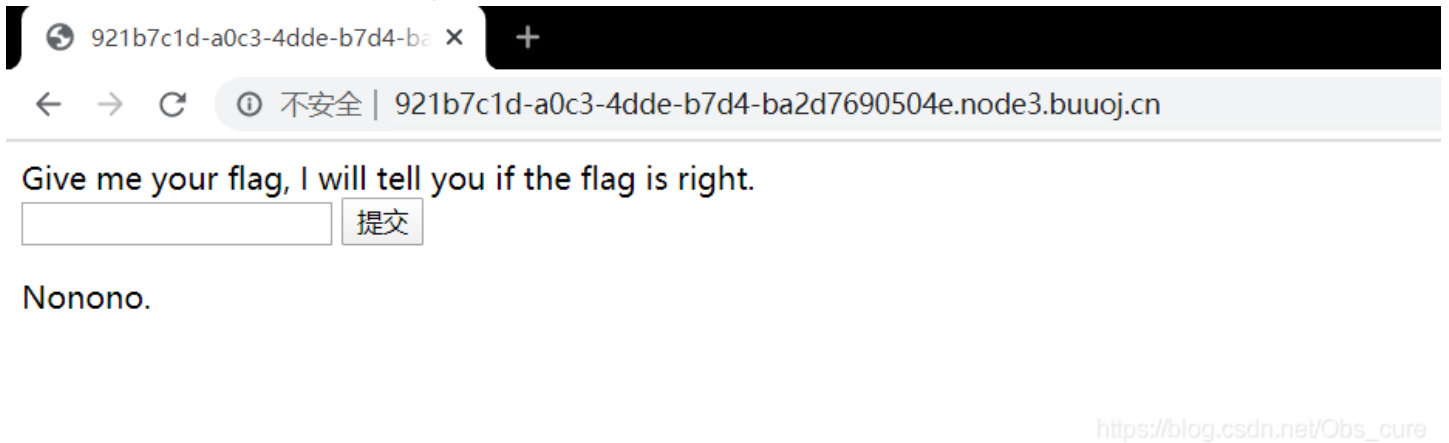 921b7c1d-a0c3-4dde-b7d4-ba
不安全 | 921b7c1d-a0c3-4dde-b7d4-ba2d7690504e.node3.buuoj.cn
Give me your flag, I will tell you if the flag is right.
提交
Nonono.
https://blog.csdn.net/Obs_cure